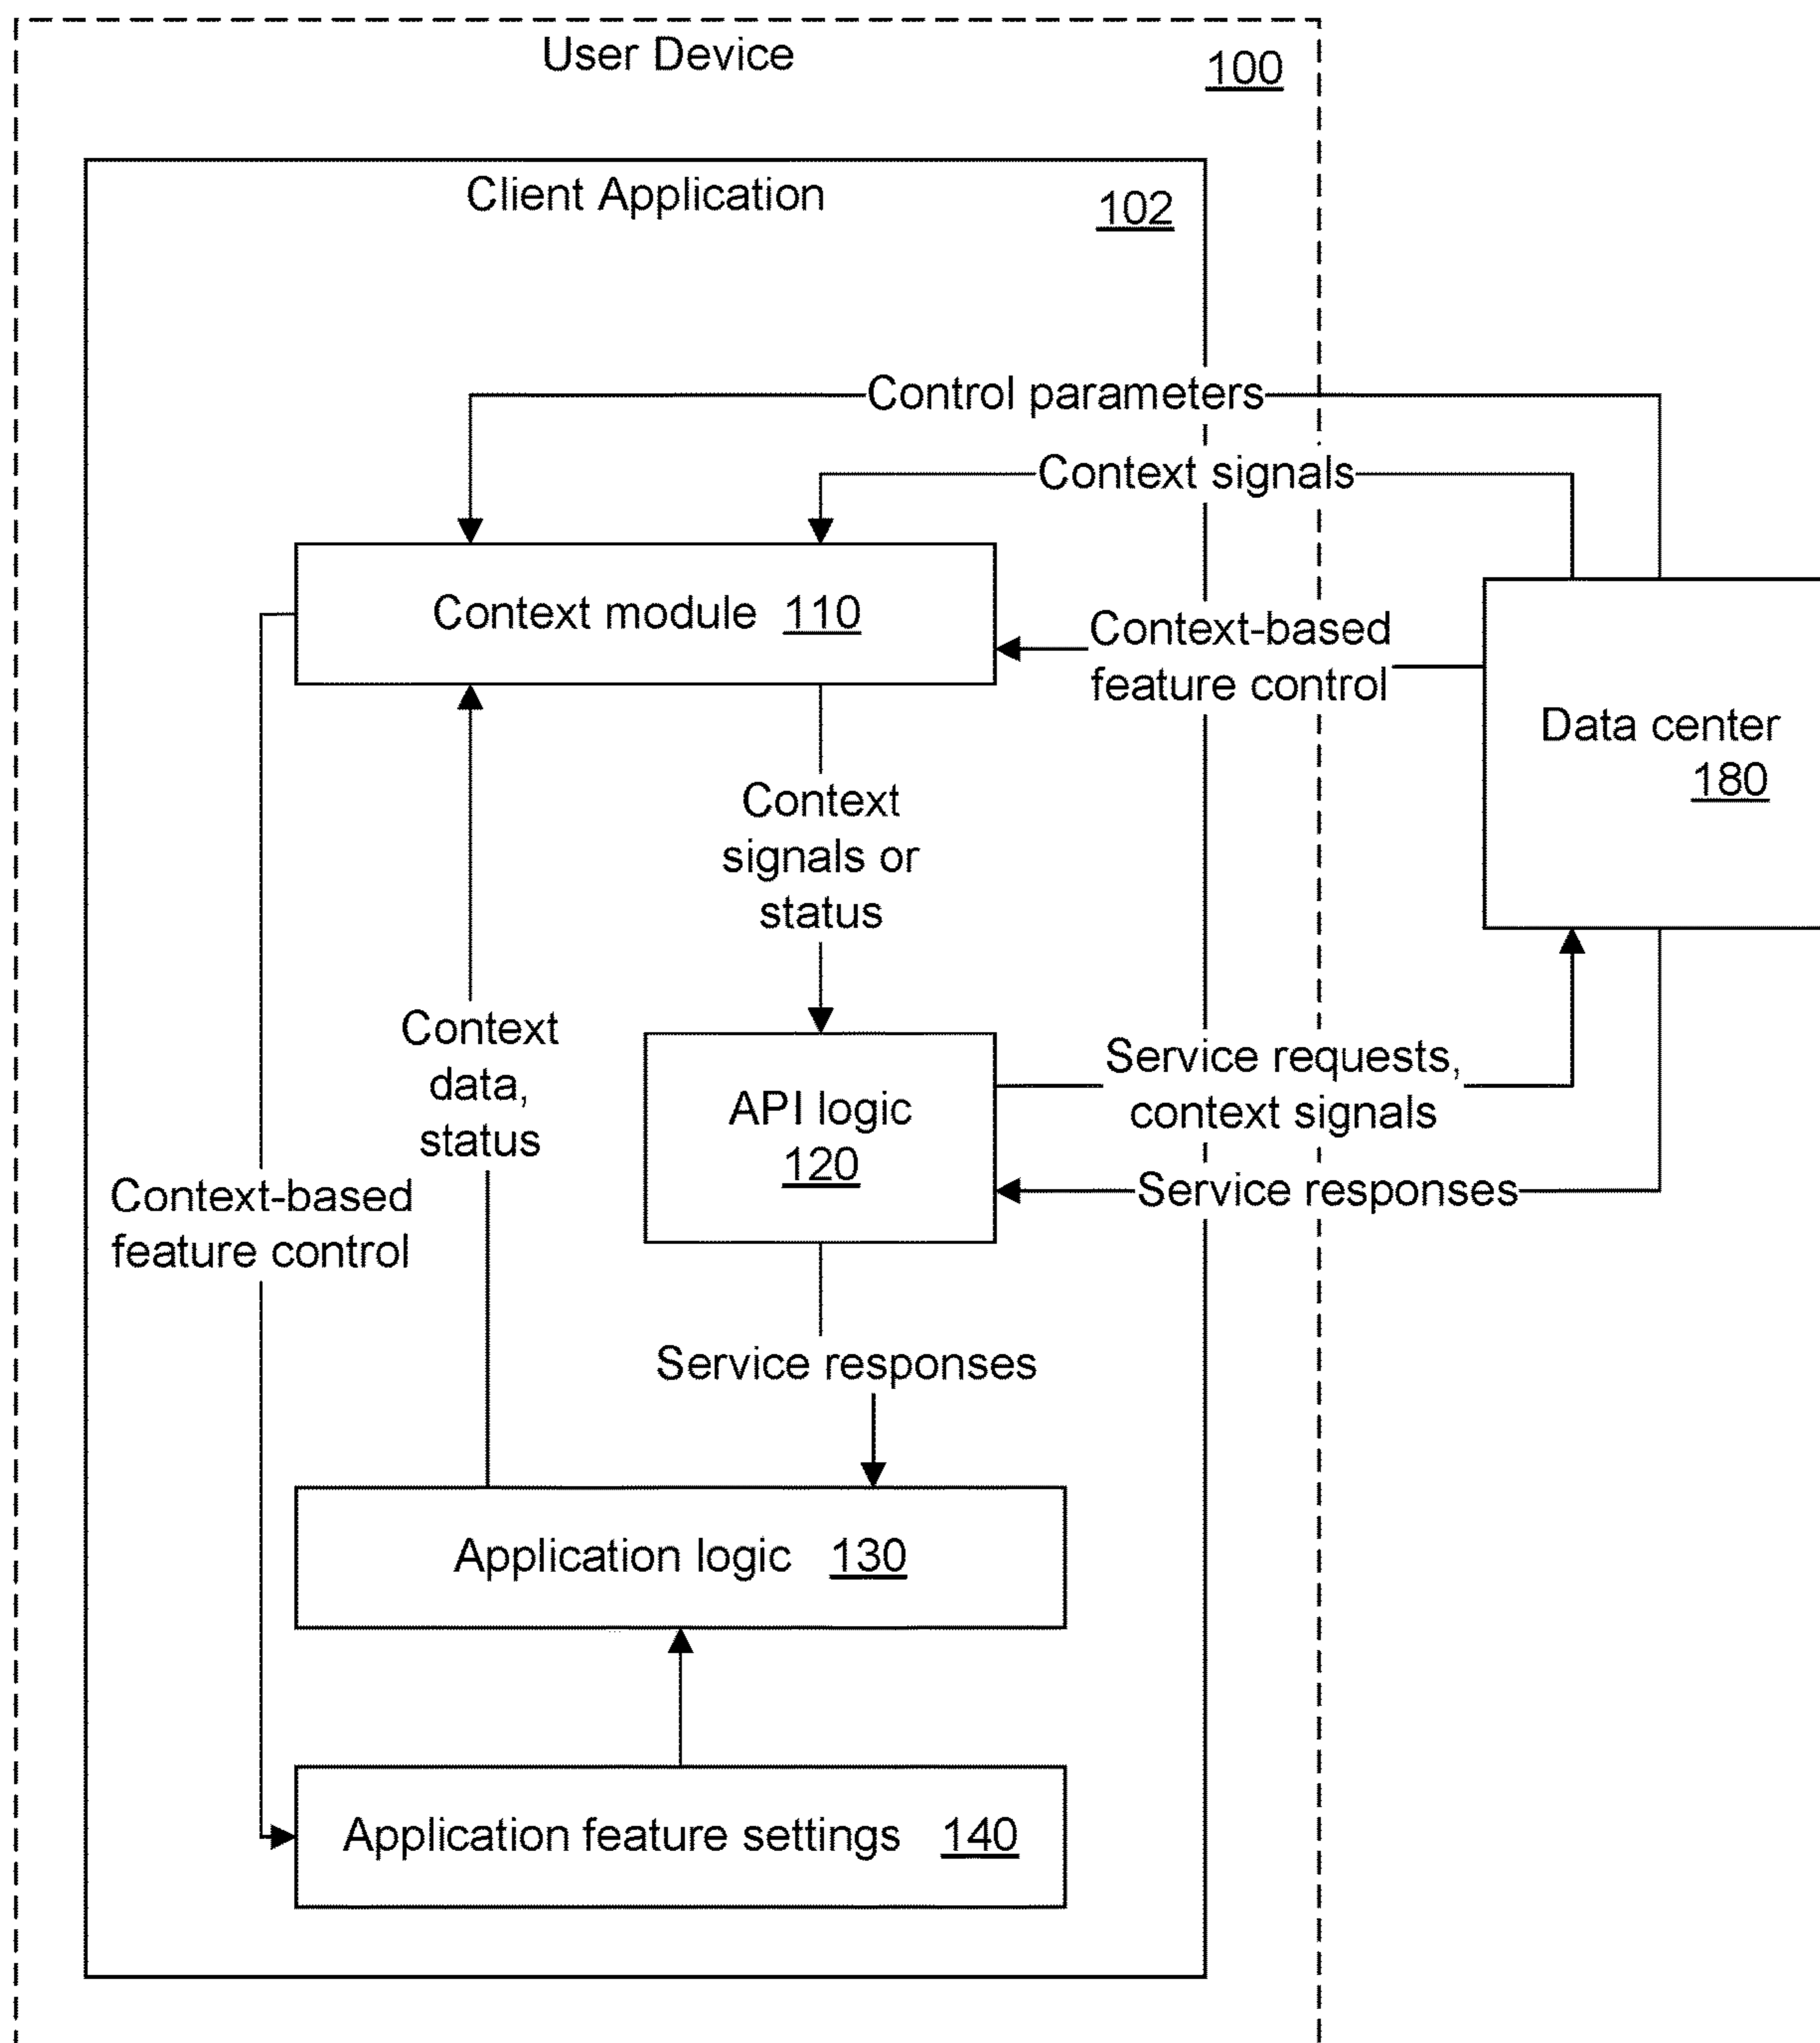 User Device
100
Client Application
102
Control parameters
Context signals
Context module 110
Context-based
feature control
Data center
180
Context
signals or
status
Context
data,
status
API logic
120
Service requests,
context signals
Service responses
Context-based
feature control
Service responses
Application logic 130
Application feature settings 140